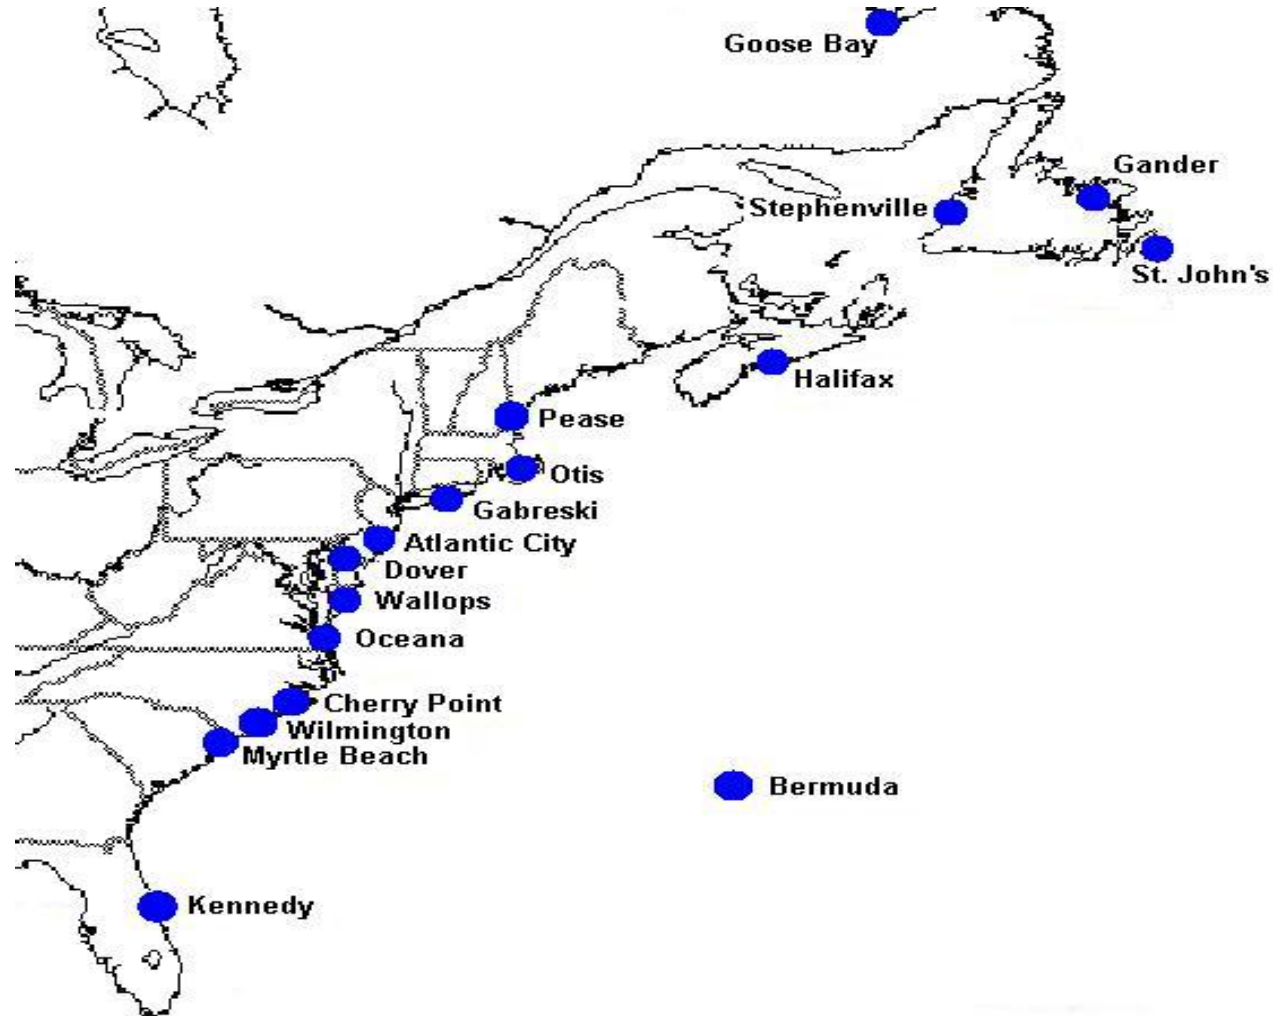 Goose Bay
Gander
Stephenville
St. John's
Halifax
Pease
Otis
Gabreski
Atlantic City
Dover
Wallops
Oceana
Cherry Point
Wilmington
Myrtle Beach
Bermuda
Kennedy